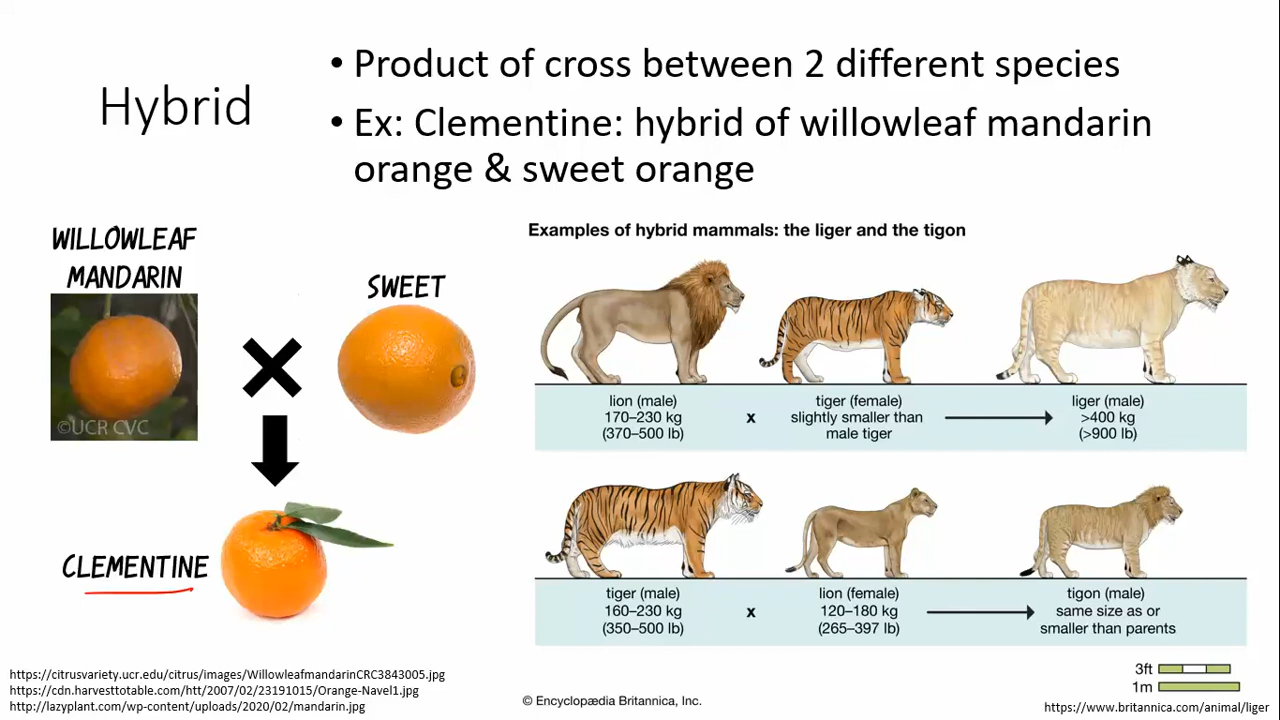 Hybrid
• Product of cross between 2 different species
• Ex: Clementine: hybrid of willowleaf mandarin
orange & sweet orange
WILLOWLEAF
MANDARIN
©UCR CVC
SWEET
CLEMENTINE
Examples of hybrid mammals: the liger and the tigon
lion (male)
170–230 kg
(370–500 lb)
x
tiger (female)
slightly smaller than
male tiger
liger (male)
>400 kg
(>900 lb)
tiger (male)
160–230 kg
(350–500 lb)
x
lion (female)
120–180 kg
(265–397 lb)
tigon (male)
same size as or
smaller than parents
3ft
1m
© Encyclopædia Britannica, Inc.
https://citrusvariety.ucr.edu/citrus/images/WillowleafmandarinCRC3843005.jpg
https://cdn.harvesttotable.com/htt/2007/02/23191015/Orange-Navel1.jpg
http://lazyplant.com/wp-content/uploads/2020/02/mandarin.jpg
https://www.britannica.com/animal/liger